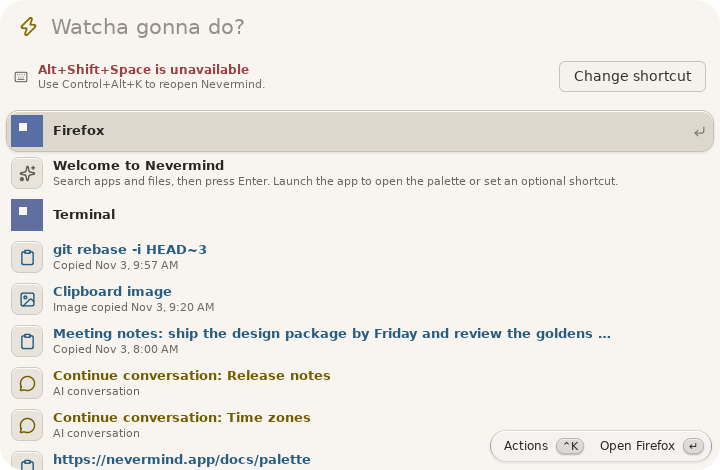 Watcha gonna do?
Alt+Shift+Space is unavailable
Use Control+Alt+K to reopen Nevermind.
Change shortcut
Firefox
Welcome to Nevermind
Search apps and files, then press Enter. Launch the app to open the palette or set an optional shortcut.
Terminal
git rebase -i HEAD~3
Copied Nov 3, 9:57 AM
Clipboard image
Image copied Nov 3, 9:20 AM
Meeting notes: ship the design package by Friday and review the goldens ...
Copied Nov 3, 8:00 AM
Continue conversation: Release notes
AI conversation
Continue conversation: Time zones
AI conversation
https://nevermind.app/docs/palette
Actions ^K Open Firefox ↵